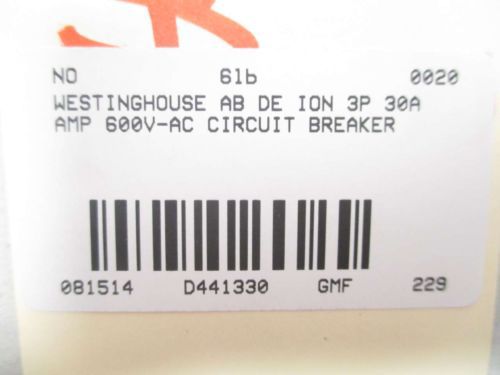 NO 61b 0020
WESTINGHOUSE AB DE ION 3P 30A
AMP 600V-AC CIRCUIT BREAKER
081514 D441330 GMF 229